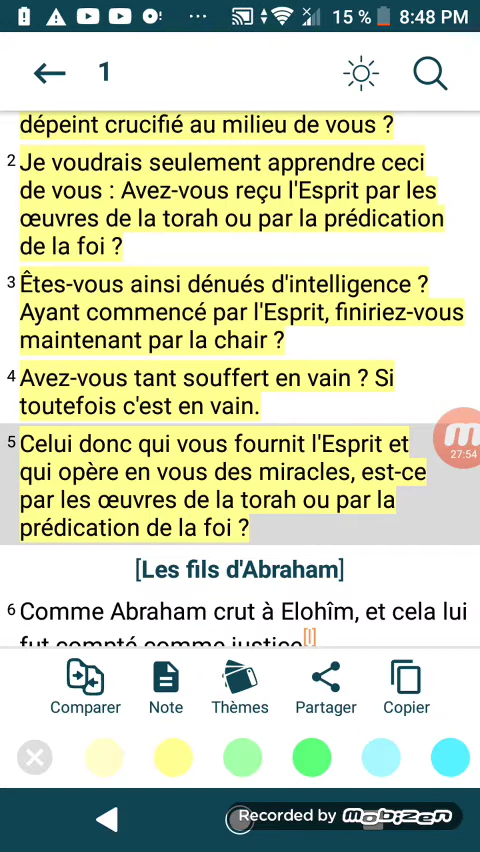 15 % 8:48 PM
1
dépeint crucifié au milieu de vous ?
2 Je voudrais seulement apprendre ceci
de vous : Avez-vous reçu l'Esprit par les
œuvres de la torah ou par la prédication
de la foi ?
3 Êtes-vous ainsi dénués d'intelligence ?
Ayant commencé par l'Esprit, finiriez-vous
maintenant par la chair ?
4 Avez-vous tant souffert en vain ? Si
toutefois c'est en vain.
5 Celui donc qui vous fournit l'Esprit et
qui opère en vous des miracles, est-ce
par les œuvres de la torah ou par la
prédication de la foi ?
27:54
[Les fils d'Abraham]
6 Comme Abraham crut à Elohîm, et cela lui
fut compté comme justice[I]
Comparer Note Thèmes Partager Copier
Recorded by Mobizen